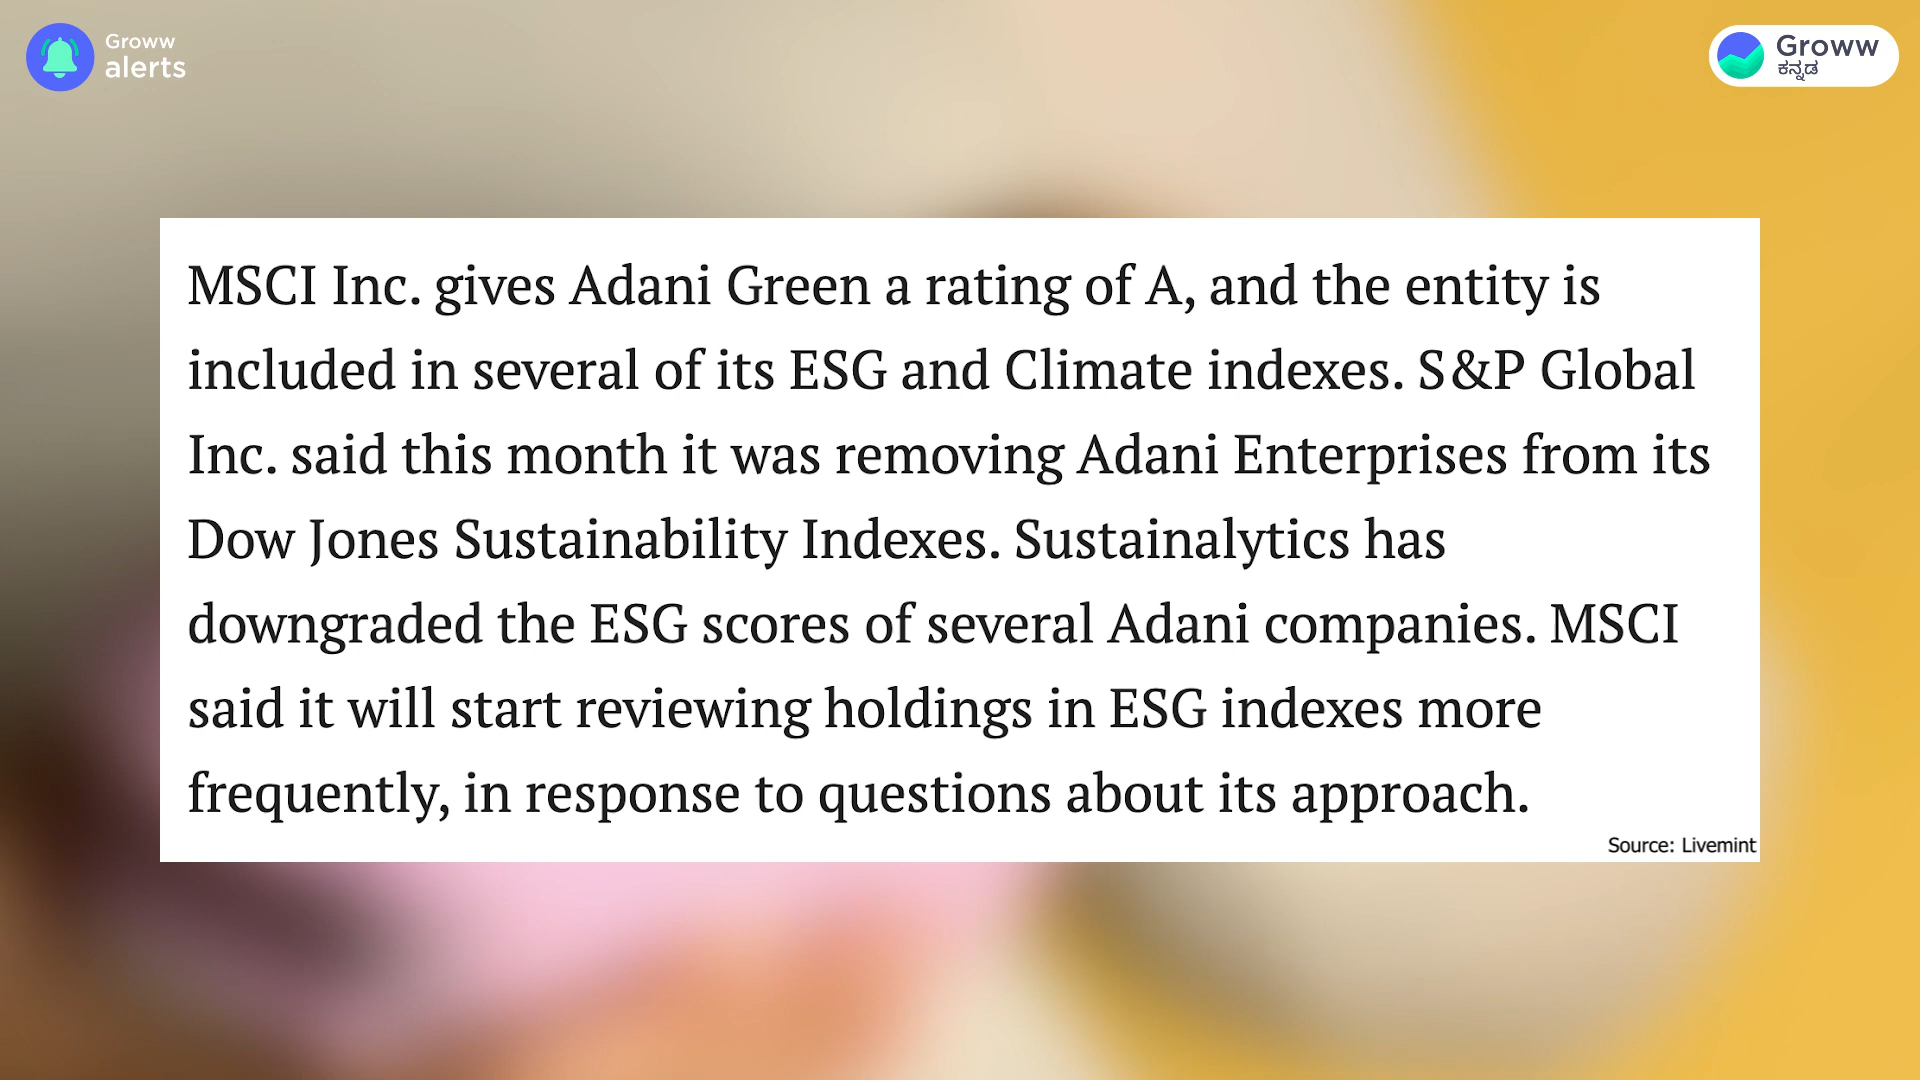 Groww
alerts
Groww
ಕನ್ನಡ
MSCI Inc. gives Adani Green a rating of A, and the entity is
included in several of its ESG and Climate indexes. S&P Global
Inc. said this month it was removing Adani Enterprises from its
Dow Jones Sustainability Indexes. Sustainalytics has
downgraded the ESG scores of several Adani companies. MSCI
said it will start reviewing holdings in ESG indexes more
frequently, in response to questions about its approach.
Source: Livemint